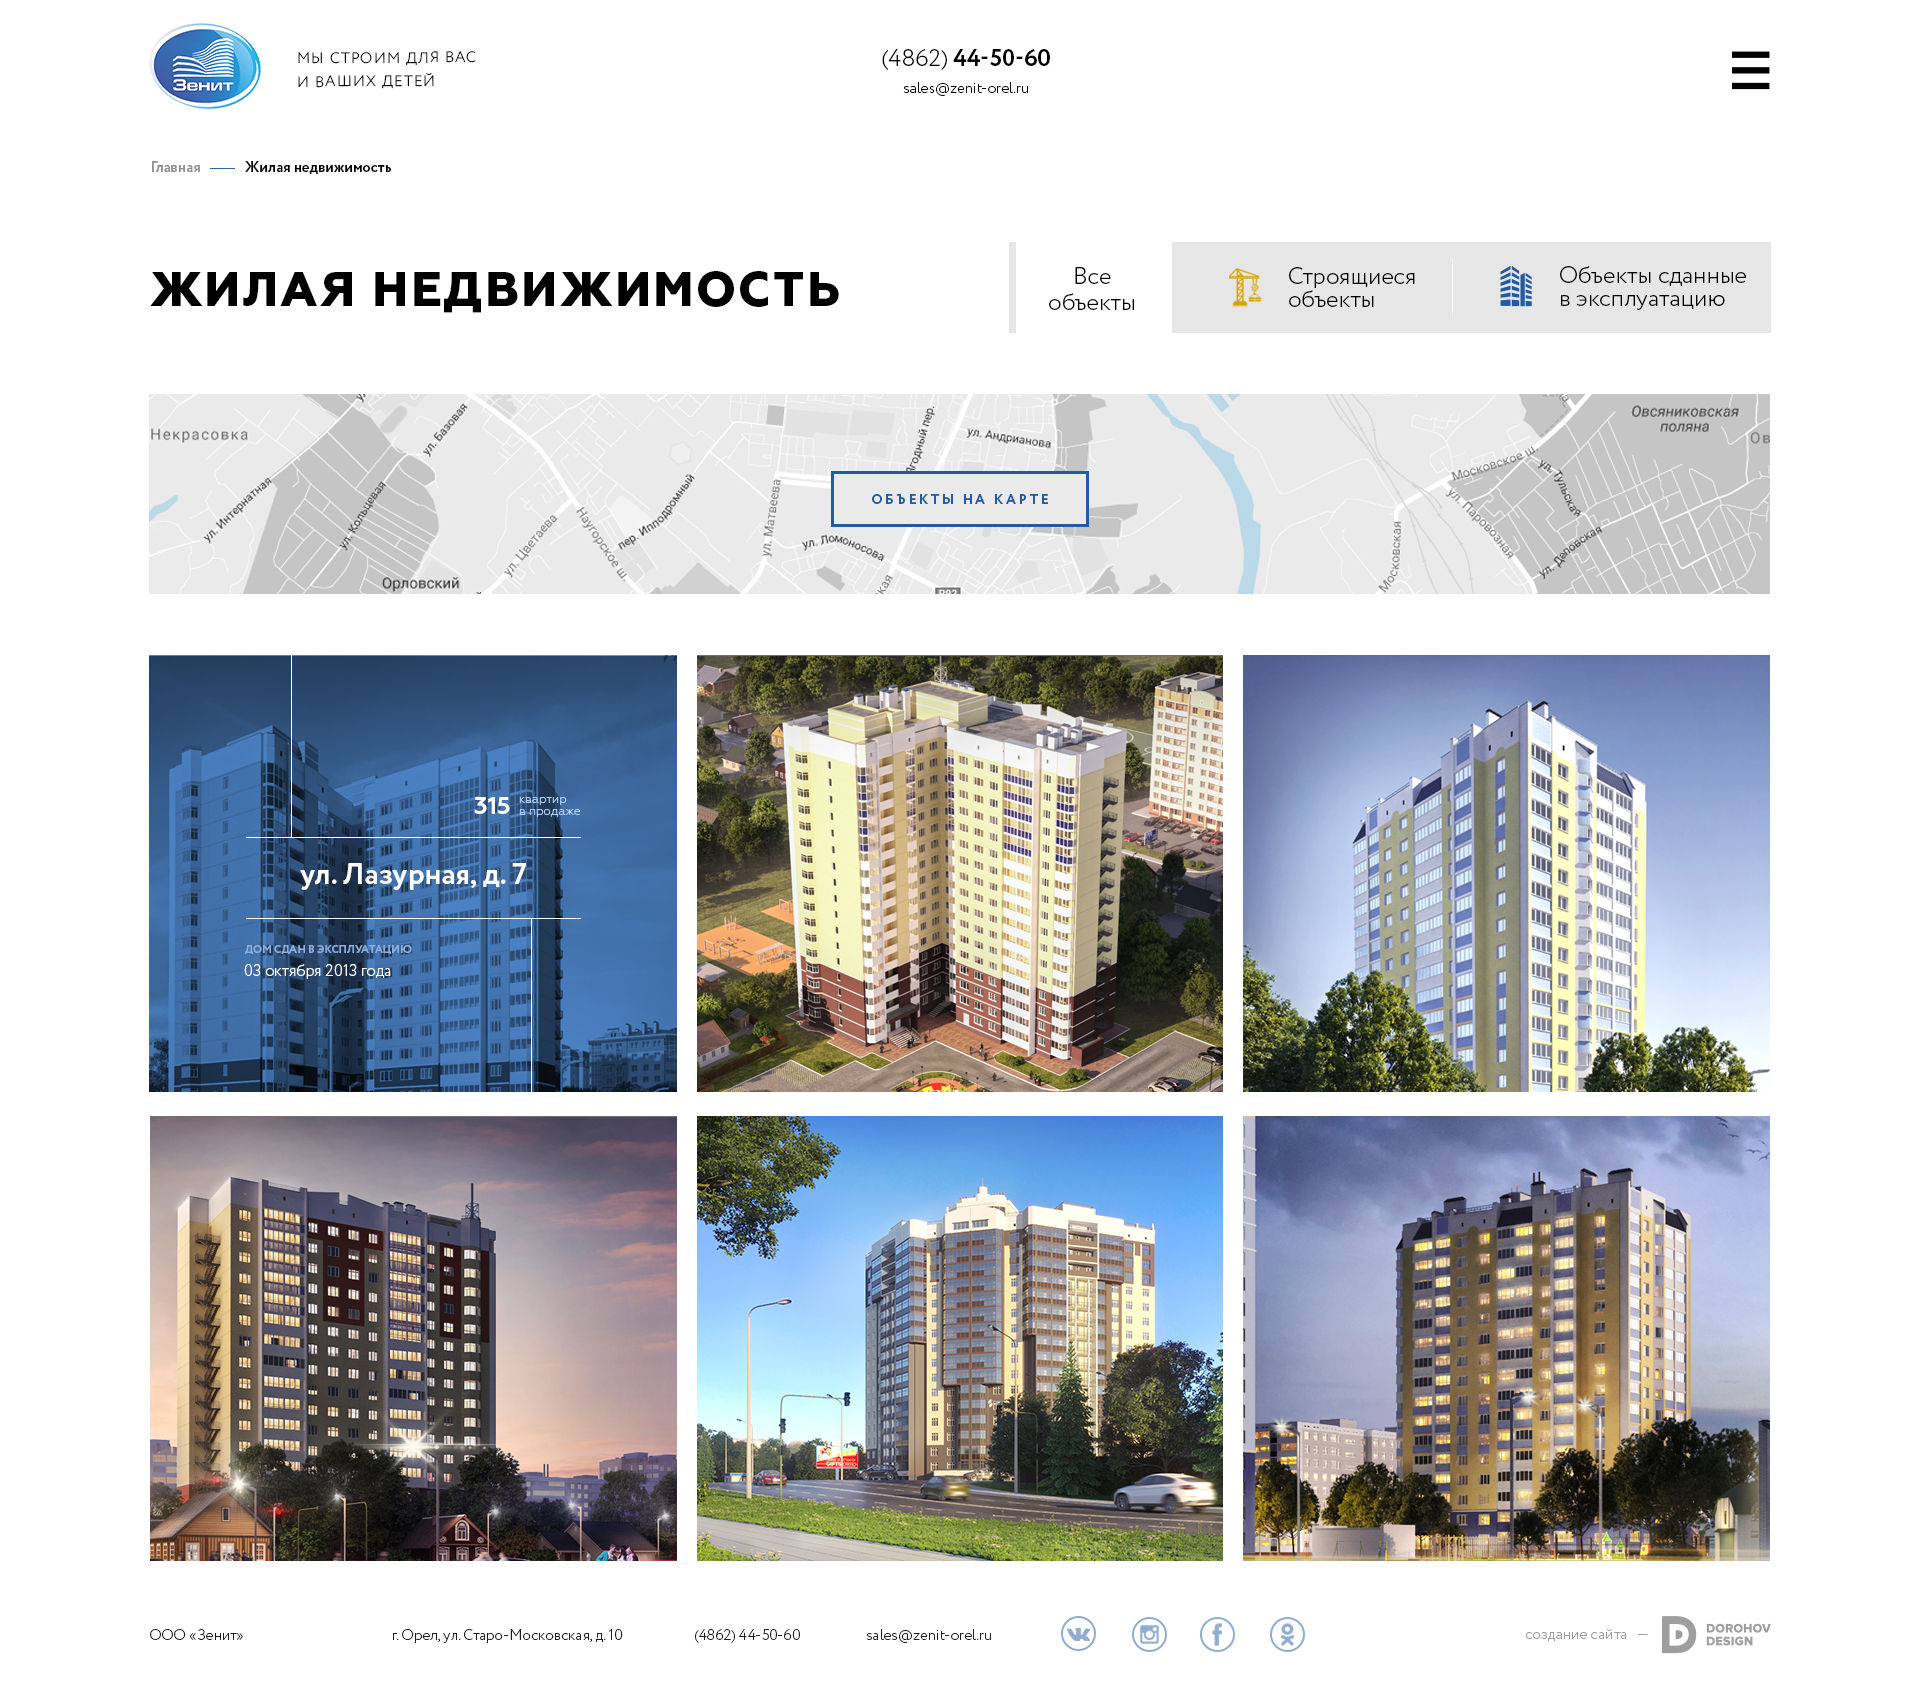 Зенит
МЫ СТРОИМ ДЛЯ ВАС
И ВАШИХ ДЕТЕЙ
(4862) 44-50-60
sales@zenit-orel.ru
Главная — Жилая недвижимость
ЖИЛАЯ НЕДВИЖИМОСТЬ
Все
объекты
Строящиеся
объекты
Объекты сданные
в эксплуатацию
Некрасовка
ул. Базовая
ул. Интернатная
ул. Кольцевая
Орловский
ул. Цветаева
Наугорское ш.
пер. Ипподромный
ул. Матвеева
ул. Ломоносова
Ягодный пер.
ул. Андрианова
ОБЪЕКТЫ НА КАРТЕ
Московское ш.
ул. Тульская
ул. Паровозная
ул. Деповская
Московская
Овсяниковская
поляна
Ов
315 квартир
в продаже
ул. Лазурная, д. 7
ДОМ СДАН В ЭКСПЛУАТАЦИЮ
03 октября 2013 года
ООО «Зенит»
г. Орел, ул. Старо-Московская, д. 10
(4862) 44-50-60
sales@zenit-orel.ru
создание сайта —
DOROHOV
DESIGN